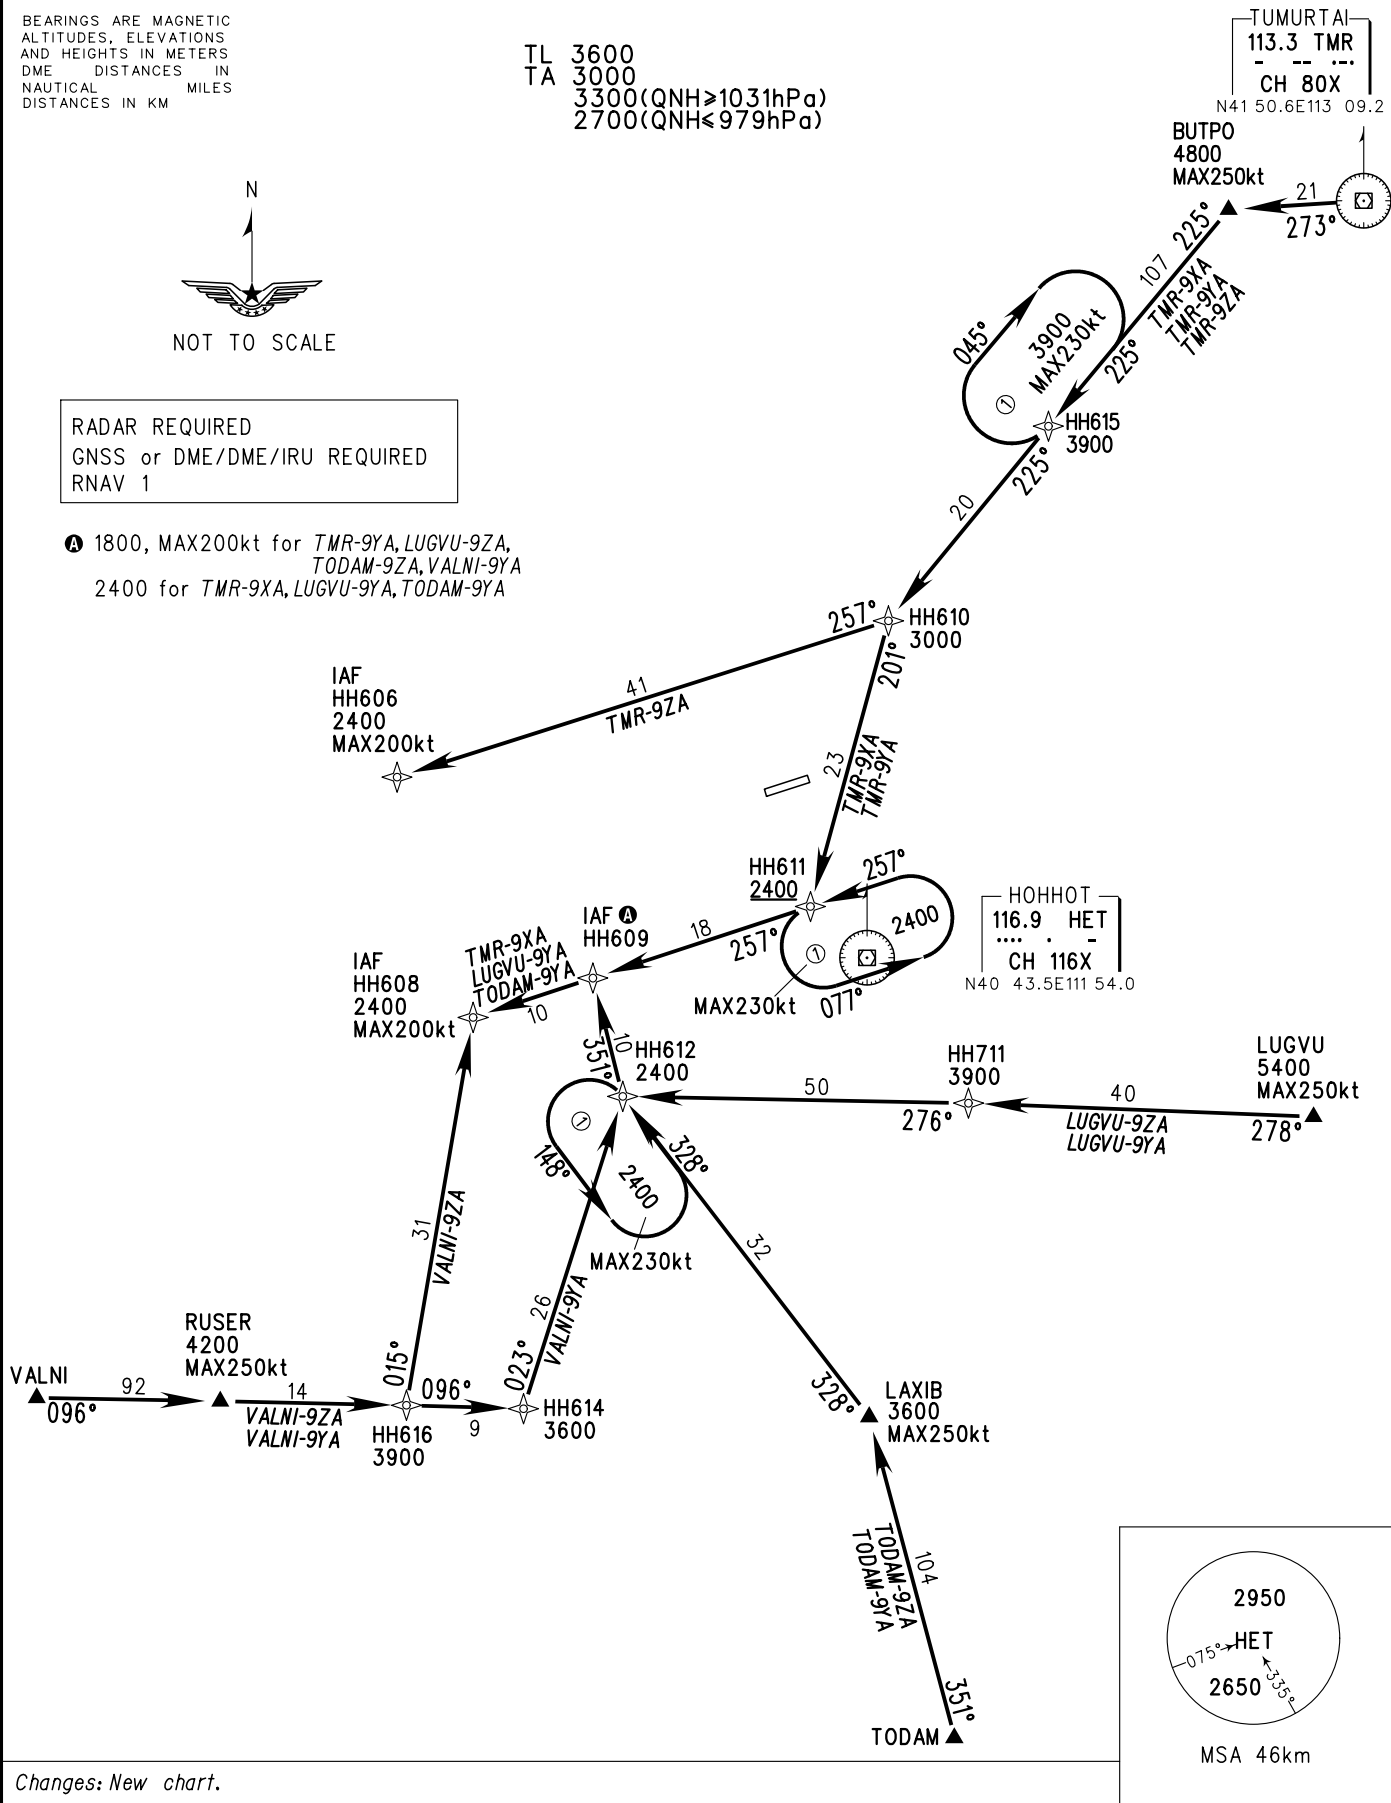 BEARINGS ARE MAGNETIC
ALTITUDES, ELEVATIONS
AND HEIGHTS IN METERS
DME DISTANCES IN
NAUTICAL MILES
DISTANCES IN KM
TL 3600
TA 3000
3300(QNH≥1031hPa)
2700(QNH≤979hPa)
TUMURTAI
113.3 TMR
- -- ·-·
CH 80X
N41 50.6E113 09.2
BUTPO
4800
MAX250kt
21
273°
225°
N
NOT TO SCALE
107
TMR-9XA
TMR-9YA
TMR-9ZA
045°
3900
MAX230kt
225°
1
HH615
3900
225°
RADAR REQUIRED
GNSS or DME/DME/IRU REQUIRED
RNAV 1
20
A 1800, MAX200kt for TMR-9YA, LUGVU-9ZA,
TODAM-9ZA, VALNI-9YA
2400 for TMR-9XA, LUGVU-9YA, TODAM-9YA
257°
HH610
3000
201°
IAF
HH606
2400
MAX200kt
41
TMR-9ZA
23
TMR-9XA
TMR-9YA
HH611
2400
257°
2400
1
MAX230kt
077°
HOHHOT
116.9 HET
···· · -
CH 116X
N40 43.5E111 54.0
IAF A
HH609
18
257°
TMR-9XA
LUGVU-9YA
TODAM-9YA
10
IAF
HH608
2400
MAX200kt
351°
10
HH612
2400
50
HH711
3900
276°
40
LUGVU-9ZA
LUGVU-9YA
LUGVU
5400
MAX250kt
278°
1
148°
2400
MAX230kt
328°
32
31
VALNI-9ZA
26
VALNI-9YA
VALNI
92
096°
RUSER
4200
MAX250kt
14
VALNI-9ZA
VALNI-9YA
015°
096°
HH616
3900
9
023°
HH614
3600
328°
LAXIB
3600
MAX250kt
104
TODAM-9ZA
TODAM-9YA
351°
TODAM
2950
075°
HET
2650
335°
MSA 46km
Changes: New chart.